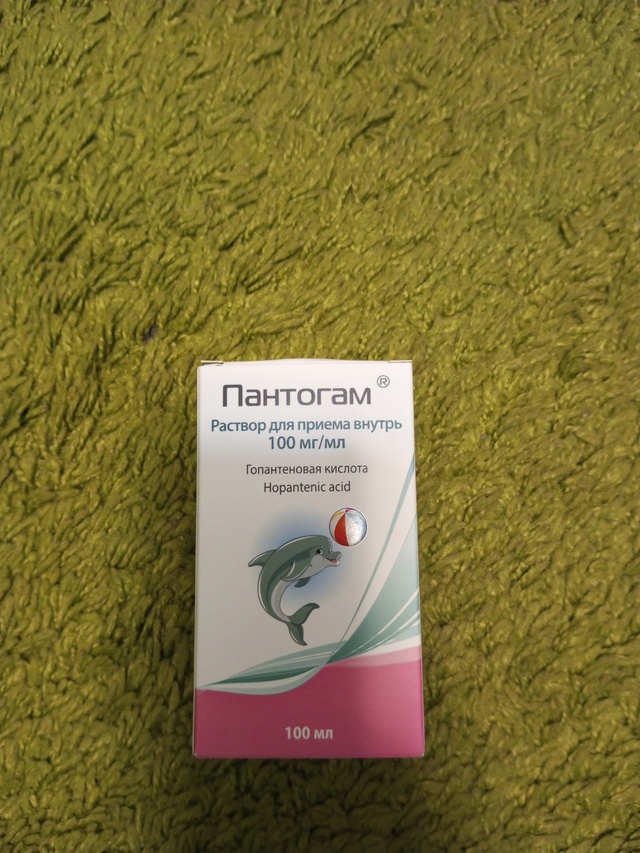 Пантогам ®
Раствор для приема внутрь
100 мг/мл
Гопантеновая кислота
Hopantenic acid
100 мл